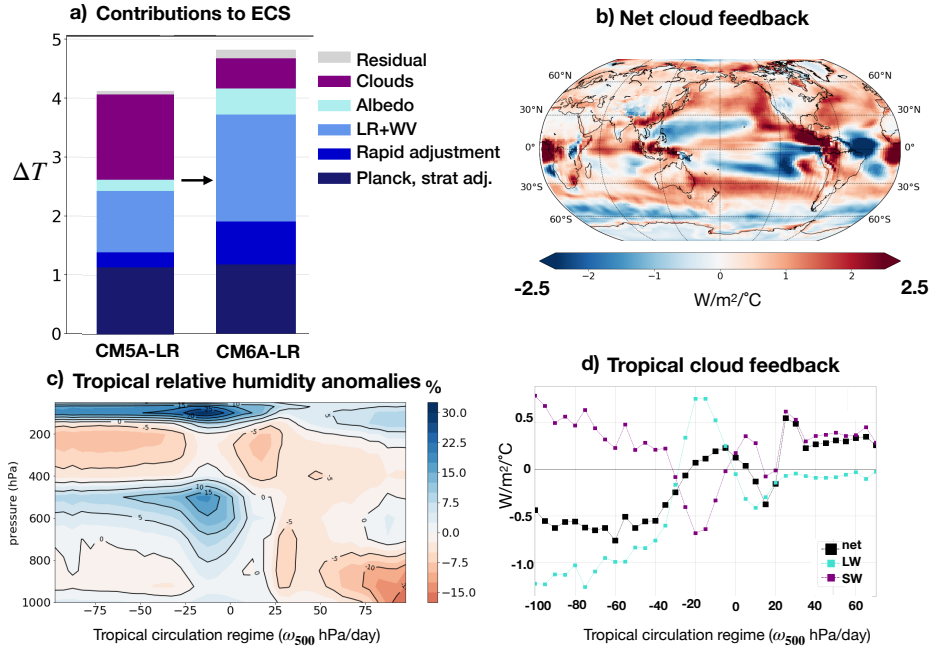 a) Contributions to ECS
5
4
3
2
1
0
ΔT
CM5A-LR
CM6A-LR
Residual
Clouds
Albedo
LR+WV
Rapid adjustment
Planck, strat adj.
b) Net cloud feedback
60°N
60°N
30°N
30°N
0°
0°
30°S
30°S
60°S
60°S
-2.5
−2
−1
0
1
2
2.5
W/m²/°C
c) Tropical relative humidity anomalies %
pressure (hPa)
200
400
600
800
1000
−75
−50
−25
0
25
50
75
32.5
30.0
22.5
15.0
7.5
0.0
−7.5
−15.0
Tropical circulation regime (ω500 hPa/day)
d) Tropical cloud feedback
W/m²/°C
0.5
0
-0.5
-1.0
-100
-80
-60
-40
-20
0
20
40
60
net
LW
SW
Tropical circulation regime (ω500 hPa/day)